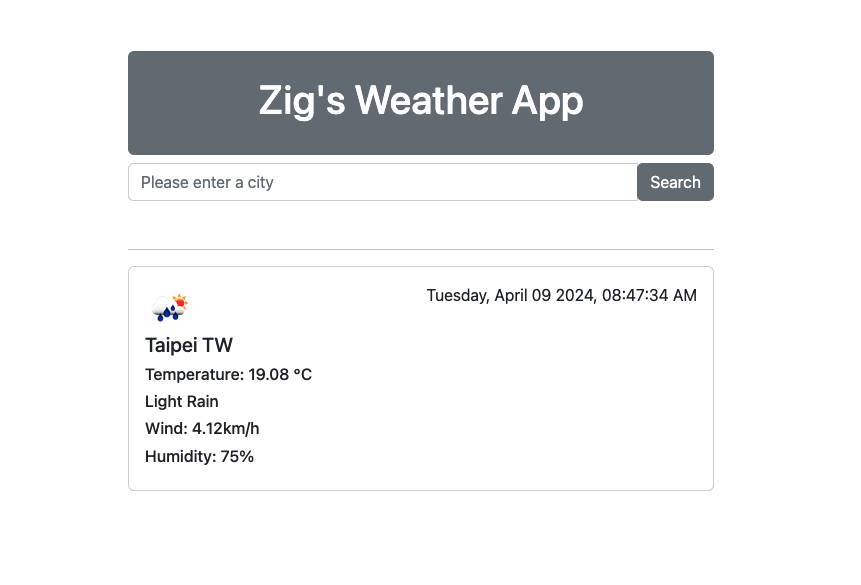 Zig's Weather App
Please enter a city
Search
Tuesday, April 09 2024, 08:47:34 AM
Taipei TW
Temperature: 19.08 °C
Light Rain
Wind: 4.12km/h
Humidity: 75%